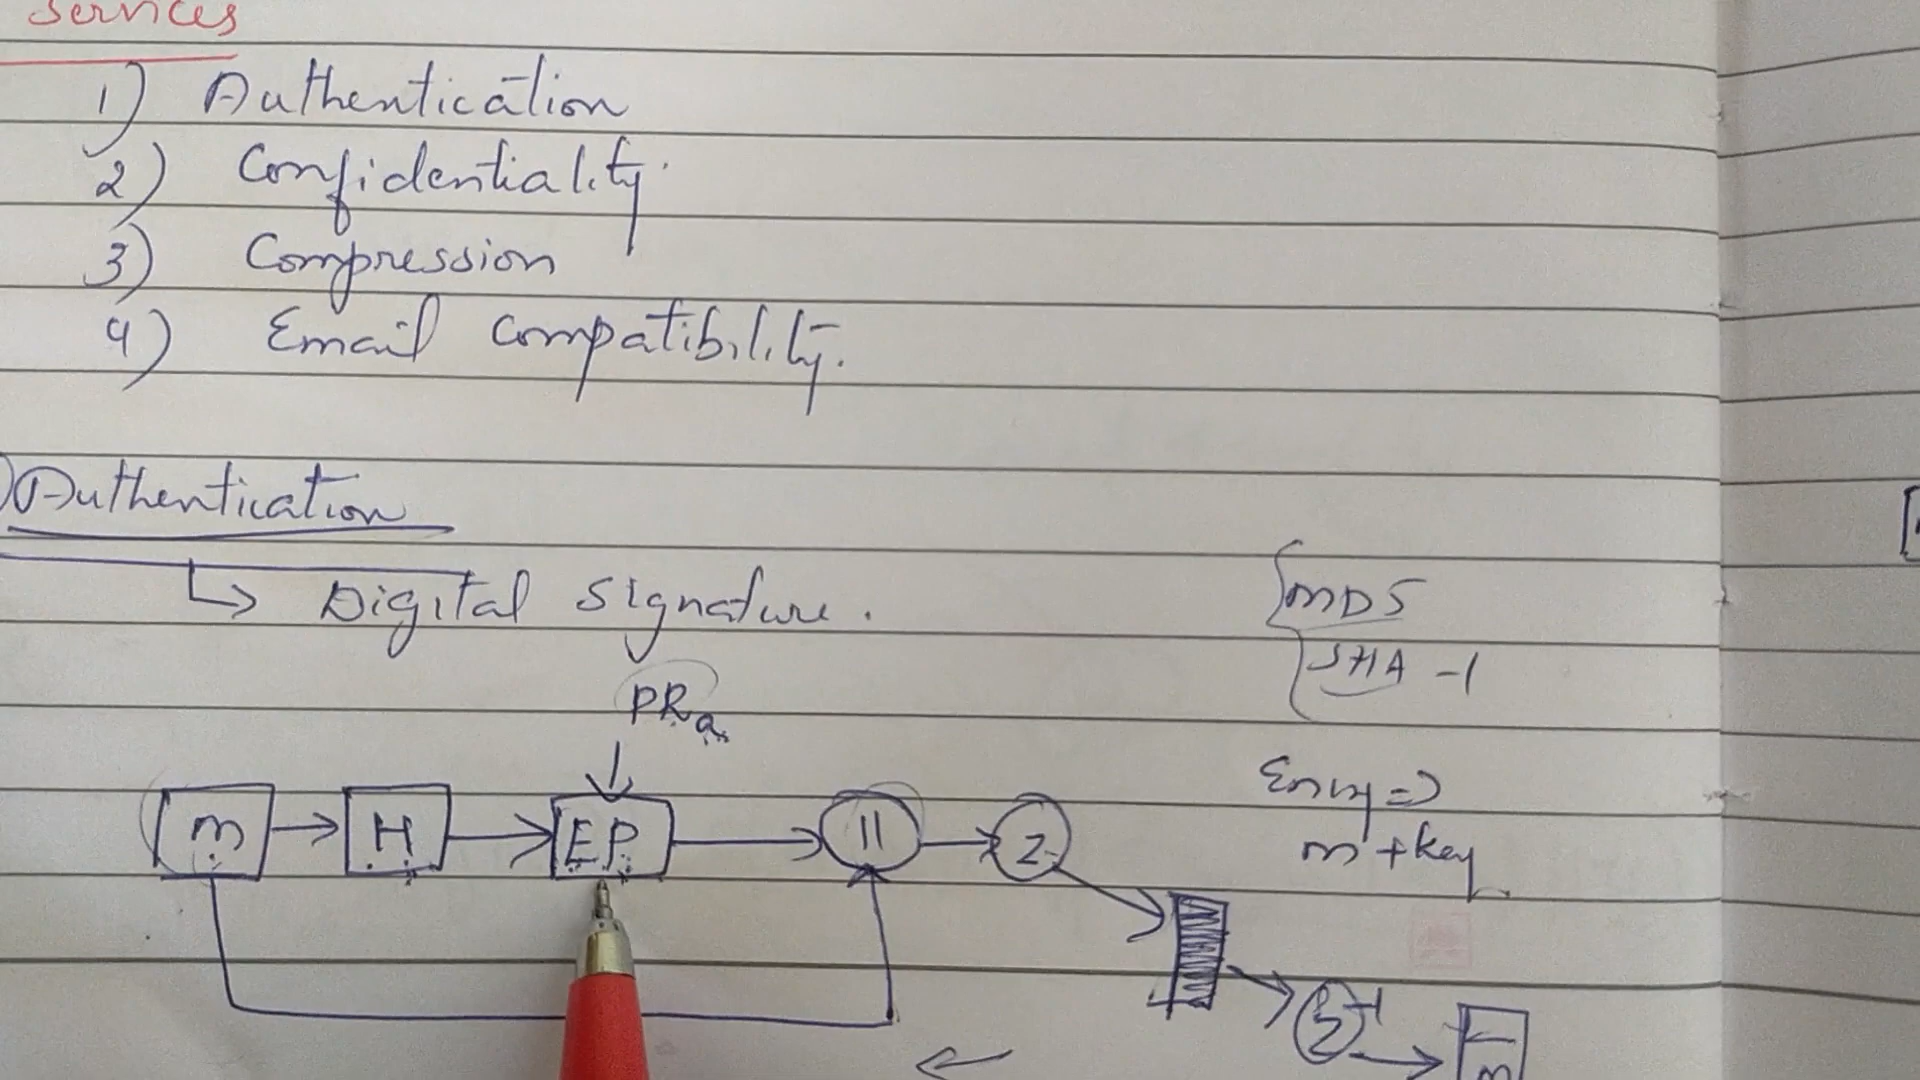 Services
1) Authentication
2) Confidentiality.
3) Compression
4) Email compatibility.
Authentication
↳ Digital signature.
MD5
SHA-1
PRa
m → H → EP → || → Z
Z-1
m
m + key